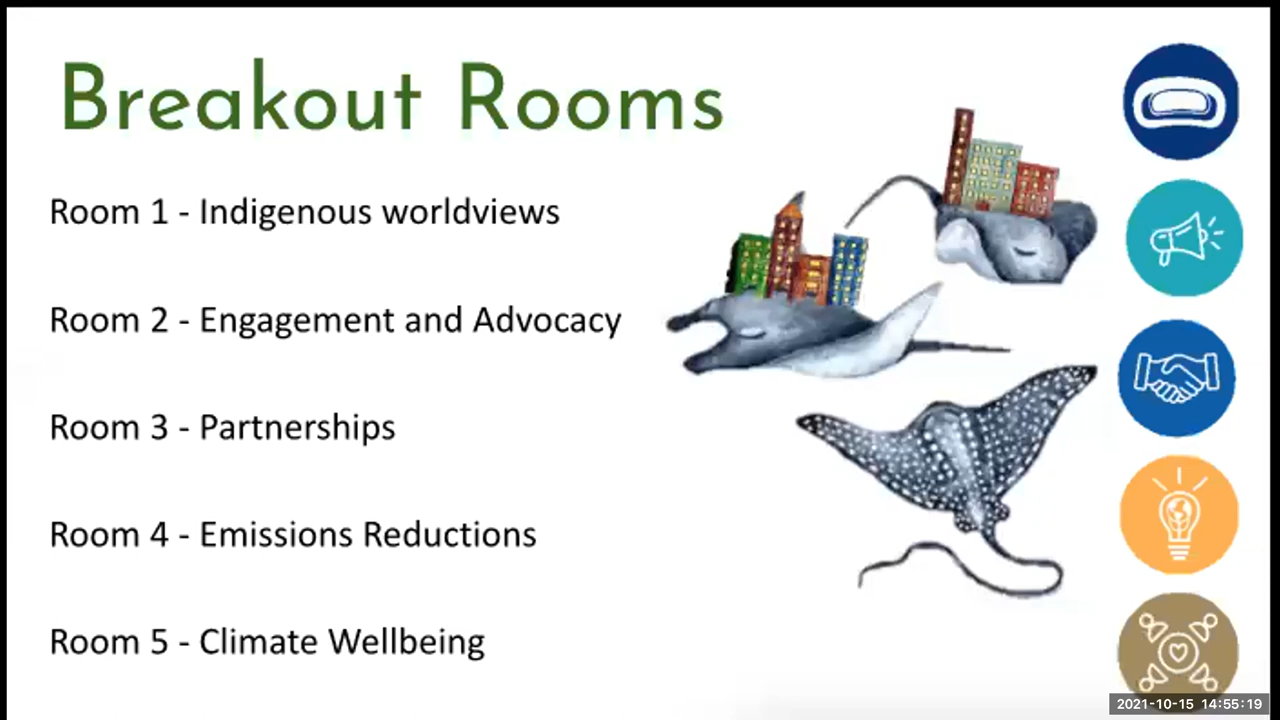 Breakout Rooms
Room 1 - Indigenous worldviews
Room 2 - Engagement and Advocacy
Room 3 - Partnerships
Room 4 - Emissions Reductions
Room 5 - Climate Wellbeing
2021-10-15 14:55:19